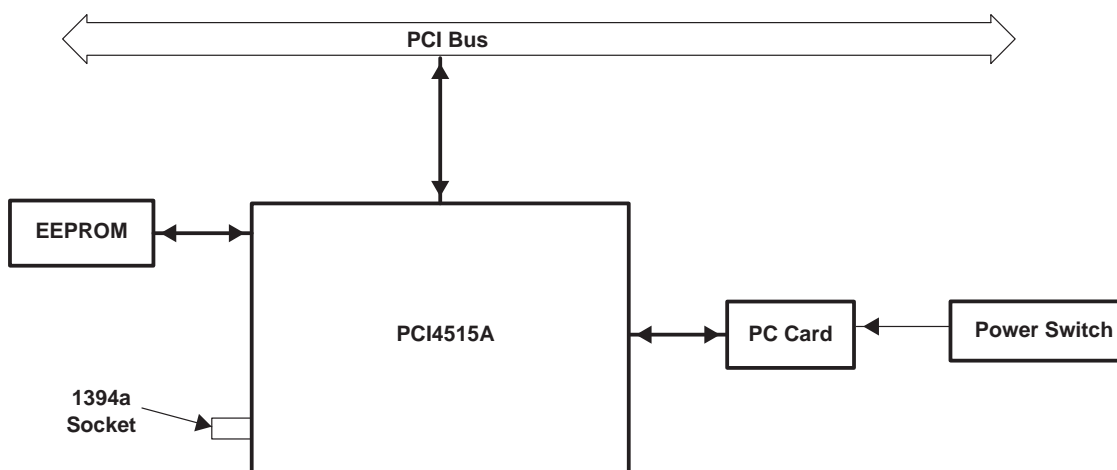 PCI Bus
EEPROM
PCI4515A
PC Card
Power Switch
1394a
Socket